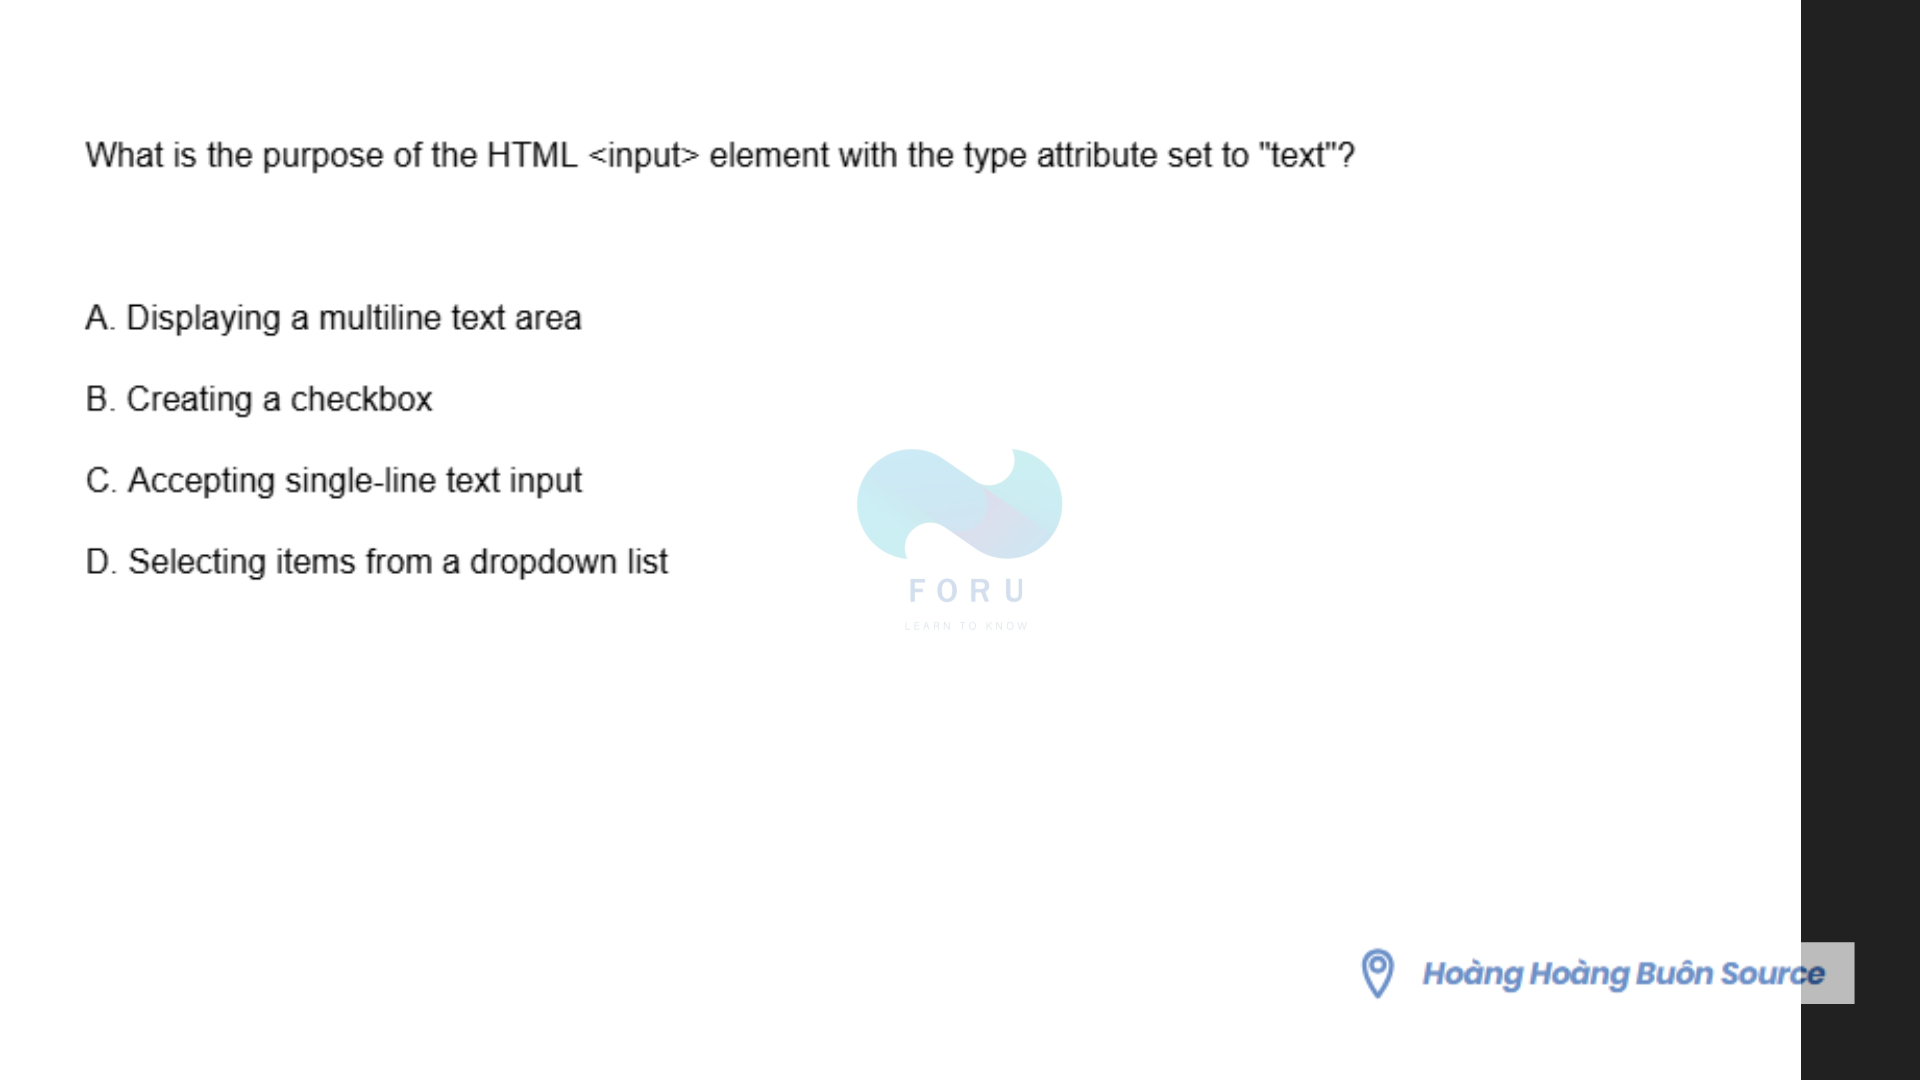 What is the purpose of the HTML <input> element with the type attribute set to "text"?
A. Displaying a multiline text area
B. Creating a checkbox
C. Accepting single-line text input
D. Selecting items from a dropdown list
FORU
LEARN TO KNOW
Hoàng Hoàng Buôn Source